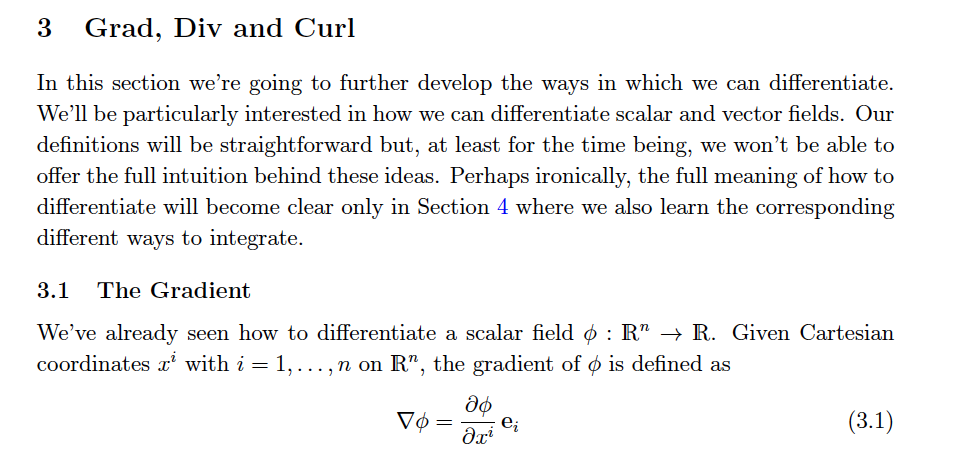 3 Grad, Div and Curl
In this section we're going to further develop the ways in which we can differentiate.
We'll be particularly interested in how we can differentiate scalar and vector fields. Our
definitions will be straightforward but, at least for the time being, we won't be able to
offer the full intuition behind these ideas. Perhaps ironically, the full meaning of how to
differentiate will become clear only in Section 4 where we also learn the corresponding
different ways to integrate.
3.1 The Gradient
We've already seen how to differentiate a scalar field ϕ : ℝⁿ → ℝ. Given Cartesian
coordinates xⁱ with i = 1, . . . , n on ℝⁿ, the gradient of ϕ is defined as
∇ϕ = ∂ϕ/∂xⁱ eᵢ (3.1)